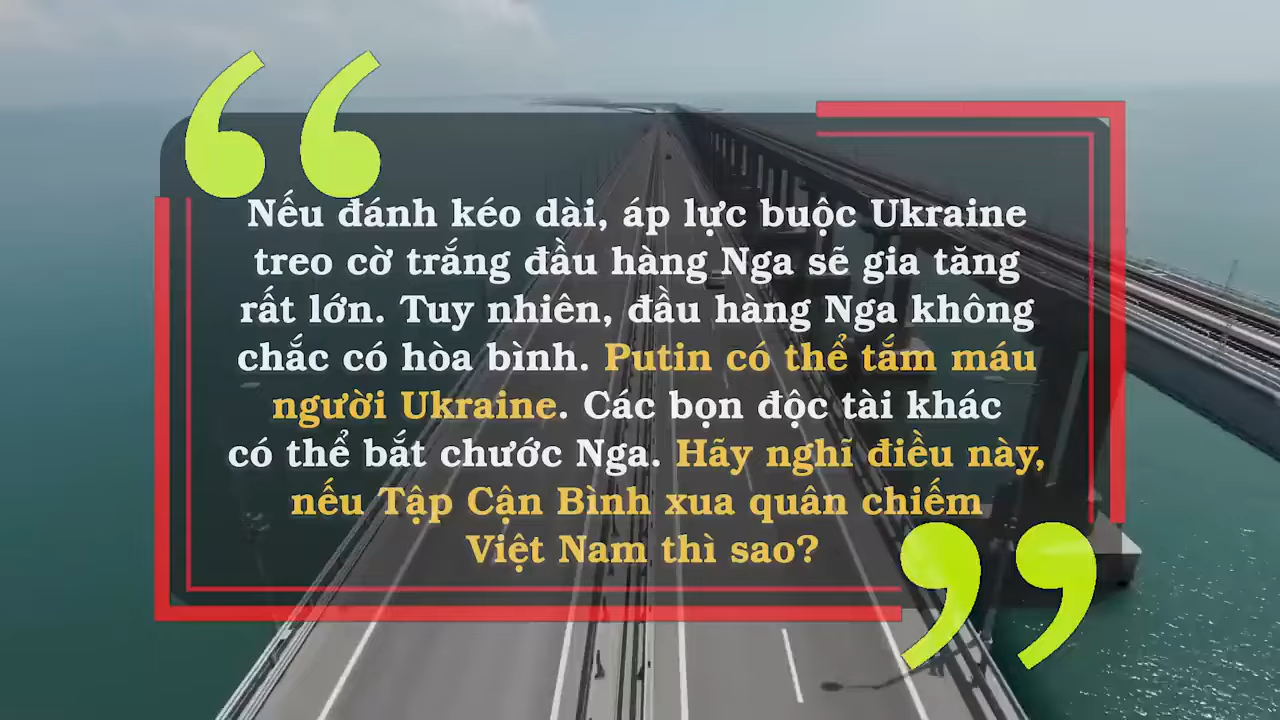 Nếu đánh kéo dài, áp lực buộc Ukraine
treo cờ trắng đầu hàng Nga sẽ gia tăng
rất lớn. Tuy nhiên, đầu hàng Nga không
chắc có hòa bình. Putin có thể tắm máu
người Ukraine. Các bọn độc tài khác
có thể bắt chước Nga. Hãy nghĩ điều này,
nếu Tập Cận Bình xua quân chiếm
Việt Nam thì sao?